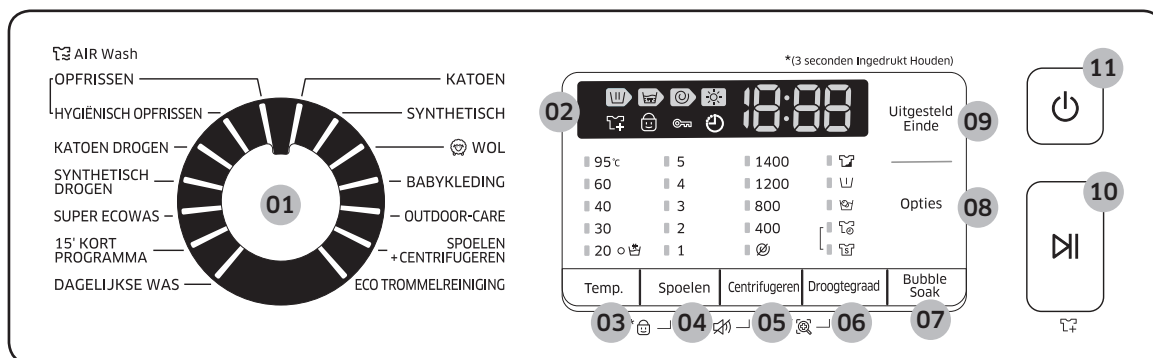 AIR Wash
OPFRISSEN
HYGIËNISCH OPFRISSEN
KATOEN DROGEN
SYNTHETISCH
DROGEN
SUPER ECOWAS
15' KORT
PROGRAMMA
DAGELIJKSE WAS
01
KATOEN
SYNTHETISCH
WOL
BABYKLEDING
OUTDOOR-CARE
SPOELEN
+CENTRIFUGEREN
ECO TROMMELREINIGING
*(3 seconden Ingedrukt Houden)
02
18:88
95℃ 5 1400
60 4 1200
40 3 800
30 2 400
20 1
Temp. Spoelen Centrifugeren Droogtegraad Bubble
Soak
03 * 04 05 06 07
Uitgesteld
Einde
09
Opties
08
11
10